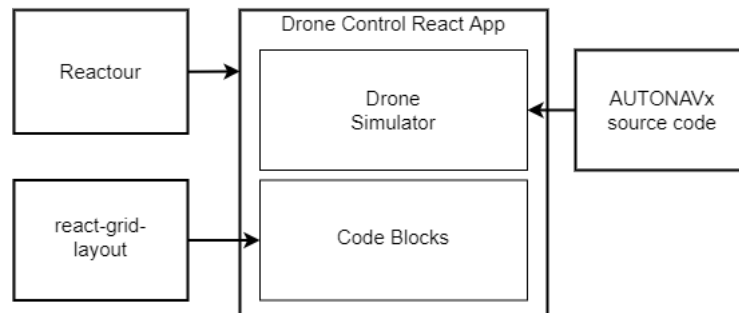 Drone Control React App
Reactour
Drone
Simulator
AUTONAVx
source code
react-grid-
layout
Code Blocks